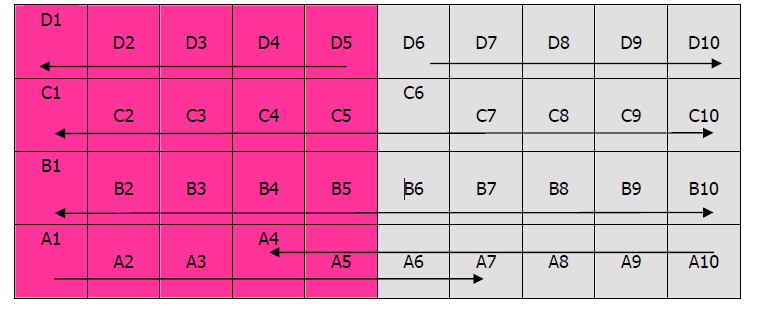 D1 D2 D3 D4 D5 D6 D7 D8 D9 D10
C1 C2 C3 C4 C5 C6 C7 C8 C9 C10
B1 B2 B3 B4 B5 B6 B7 B8 B9 B10
A1 A2 A3 A4 A5 A6 A7 A8 A9 A10